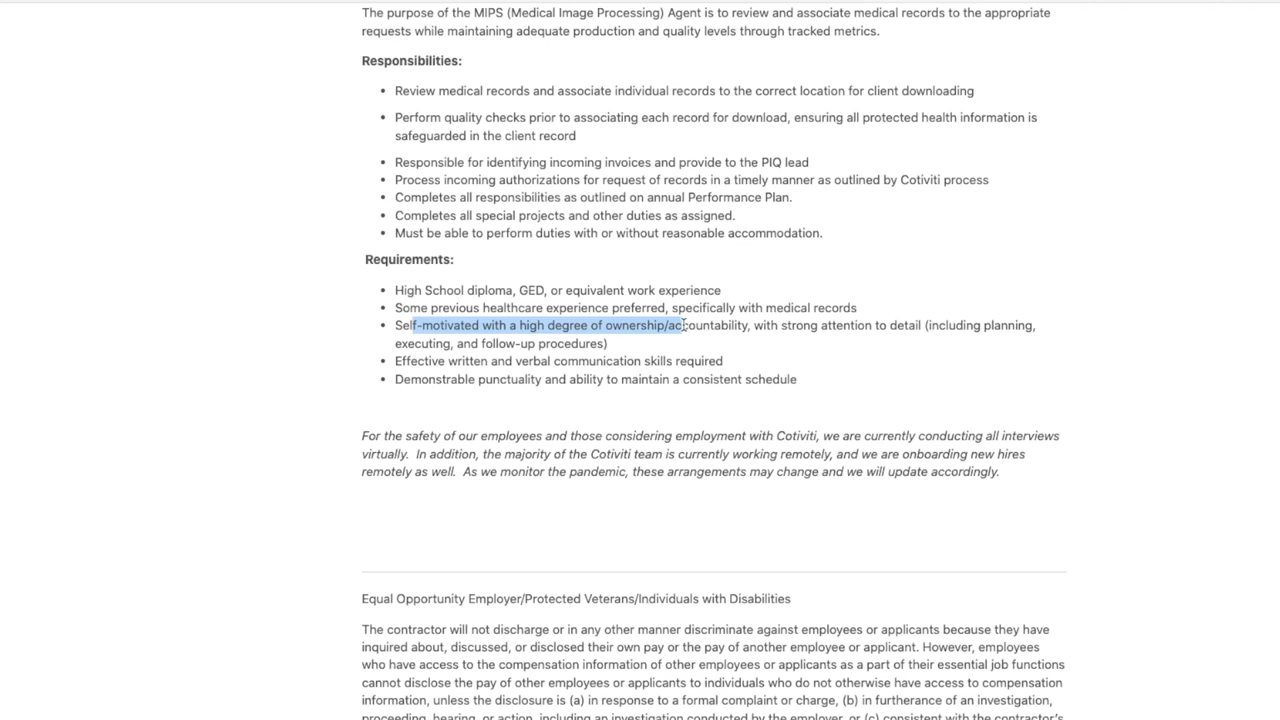 The purpose of the MIPS (Medical Image Processing) Agent is to review and associate medical records to the appropriate
requests while maintaining adequate production and quality levels through tracked metrics.
Responsibilities:
• Review medical records and associate individual records to the correct location for client downloading
• Perform quality checks prior to associating each record for download, ensuring all protected health information is
safeguarded in the client record
• Responsible for identifying incoming invoices and provide to the PIQ lead
• Process incoming authorizations for request of records in a timely manner as outlined by Cotiviti process
• Completes all responsibilities as outlined on annual Performance Plan.
• Completes all special projects and other duties as assigned.
• Must be able to perform duties with or without reasonable accommodation.
Requirements:
• High School diploma, GED, or equivalent work experience
• Some previous healthcare experience preferred, specifically with medical records
• Self-motivated with a high degree of ownership/accountability, with strong attention to detail (including planning,
executing, and follow-up procedures)
• Effective written and verbal communication skills required
• Demonstrable punctuality and ability to maintain a consistent schedule
For the safety of our employees and those considering employment with Cotiviti, we are currently conducting all interviews
virtually. In addition, the majority of the Cotiviti team is currently working remotely, and we are onboarding new hires
remotely as well. As we monitor the pandemic, these arrangements may change and we will update accordingly.
Equal Opportunity Employer/Protected Veterans/Individuals with Disabilities
The contractor will not discharge or in any other manner discriminate against employees or applicants because they have
inquired about, discussed, or disclosed their own pay or the pay of another employee or applicant. However, employees
who have access to the compensation information of other employees or applicants as a part of their essential job functions
cannot disclose the pay of other employees or applicants to individuals who do not otherwise have access to compensation
information, unless the disclosure is (a) in response to a formal complaint or charge, (b) in furtherance of an investigation,
proceeding, hearing, or action, including an investigation conducted by the employer, or (c) consistent with the contractor's